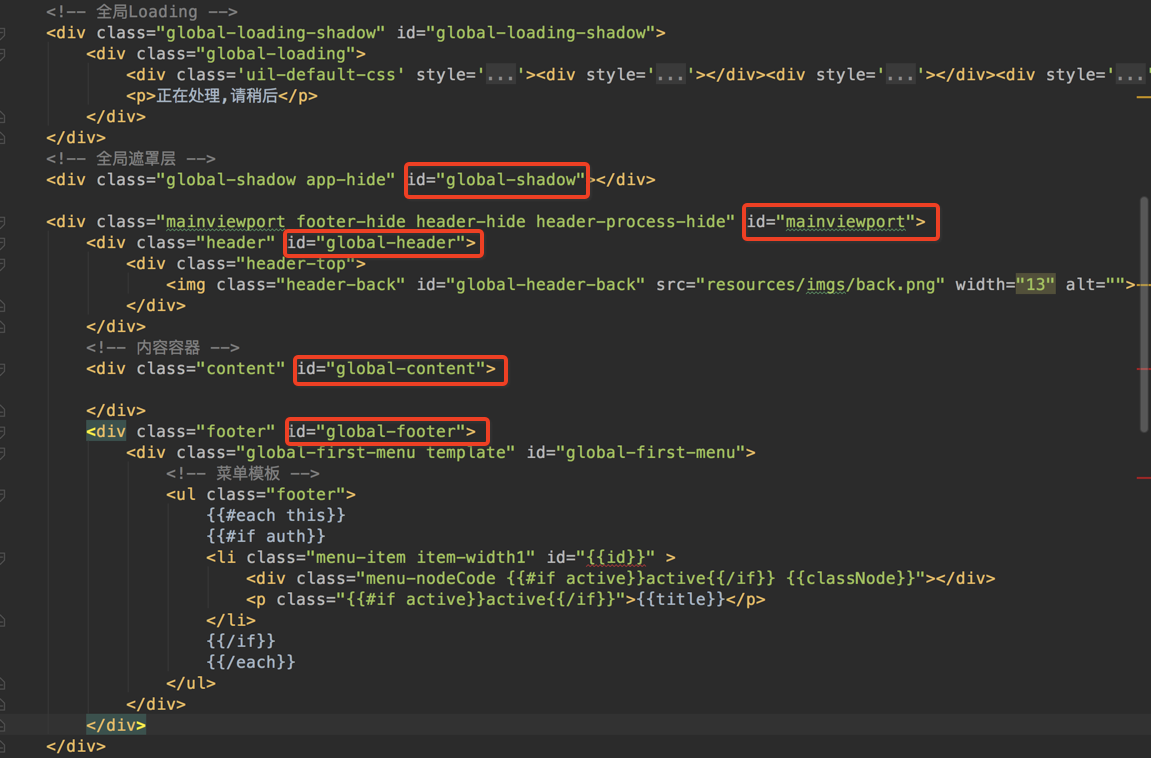 <!-- 全局Loading -->
<div class="global-loading-shadow" id="global-loading-shadow">
<div class="global-loading">
<div class='uil-default-css' style='...'><div style='...'></div><div style='...'></div><div style='...'
<p>正在处理,请稍后</p>
</div>
</div>
<!-- 全局遮罩层 -->
<div class="global-shadow app-hide" id="global-shadow"></div>
<div class="mainviewport footer-hide header-hide header-process-hide" id="mainviewport">
<div class="header" id="global-header">
<div class="header-top">
<img class="header-back" id="global-header-back" src="resources/imgs/back.png" width="13" alt="">
</div>
</div>
<!-- 内容容器 -->
<div class="content" id="global-content">
</div>
<div class="footer" id="global-footer">
<div class="global-first-menu template" id="global-first-menu">
<!-- 菜单模板 -->
<ul class="footer">
{{#each this}}
{{#if auth}}
<li class="menu-item item-width1" id="{{id}}" >
<div class="menu-nodeCode {{#if active}}active{{/if}} {{classNode}}"></div>
<p class="{{#if active}}active{{/if}}">{{title}}</p>
</li>
{{/if}}
{{/each}}
</ul>
</div>
</div>
</div>